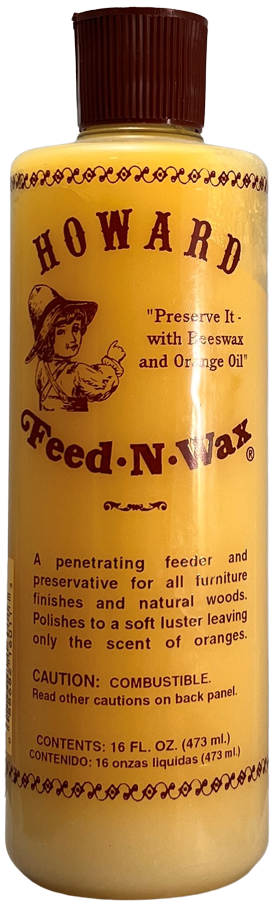 HOWARD
"Preserve It -
with Beeswax
and Orange Oil"
Feed·N·Wax®
A penetrating feeder and
preservative for all furniture
finishes and natural woods.
Polishes to a soft luster leaving
only the scent of oranges.
CAUTION: COMBUSTIBLE.
Read other cautions on back panel.
CONTENTS: 16 FL. OZ. (473 ml.)
CONTENIDO: 16 onzas liquidas (473 ml.)